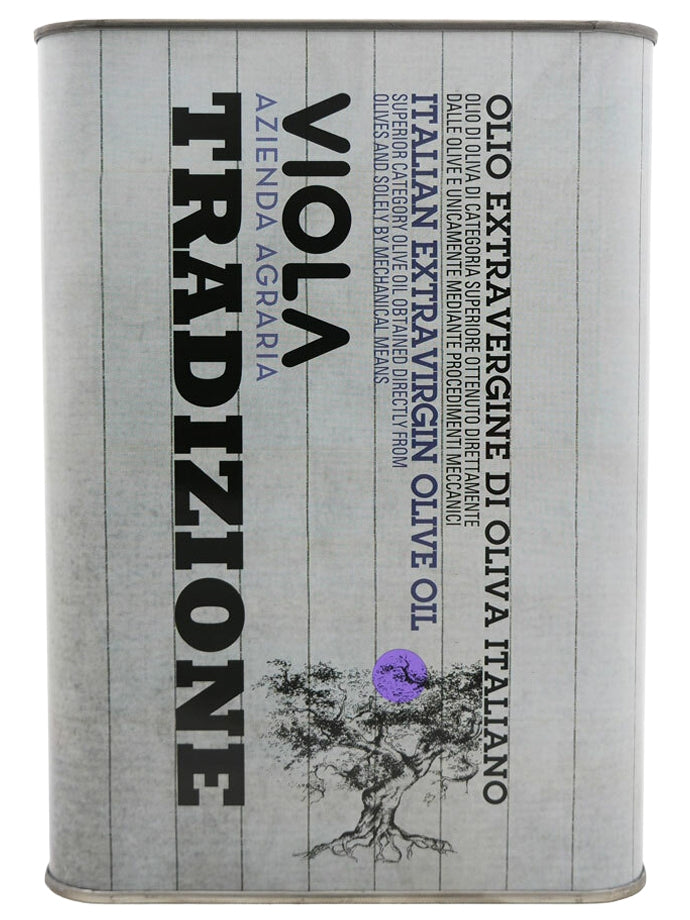 OLIO EXTRAVERGINE DI OLIVA ITALIANO
OLIO DI OLIVA DI CATEGORIA SUPERIORE OTTENUTO DIRETTAMENTE
DALLE OLIVE E UNICAMENTE MEDIANTE PROCEDIMENTI MECCANICI
ITALIAN EXTRAVIRGIN OLIVE OIL
SUPERIOR CATEGORY OLIVE OIL OBTAINED DIRECTLY FROM
OLIVES AND SOLELY BY MECHANICAL MEANS
VIOLA
AZIENDA AGRARIA
TRADIZIONE